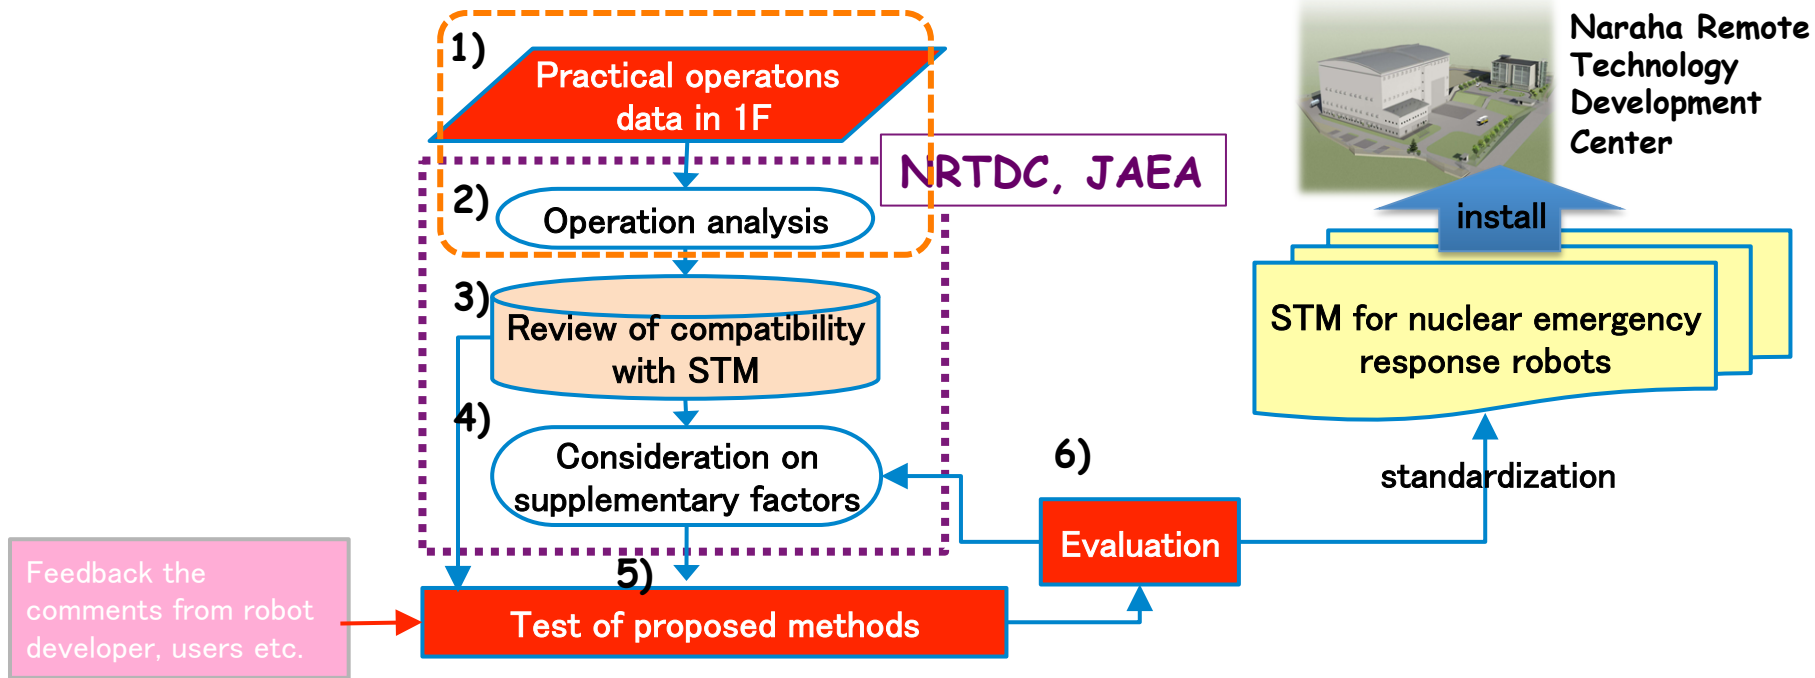 1)
Practical operatons
data in 1F
NRTDC, JAEA
2)
Operation analysis
3)
Review of compatibility
with STM
4)
Consideration on
supplementary factors
5)
Test of proposed methods
Feedback the
comments from robot
developer, users etc.
6)
Evaluation
standardization
STM for nuclear emergency
response robots
install
Naraha Remote
Technology
Development
Center